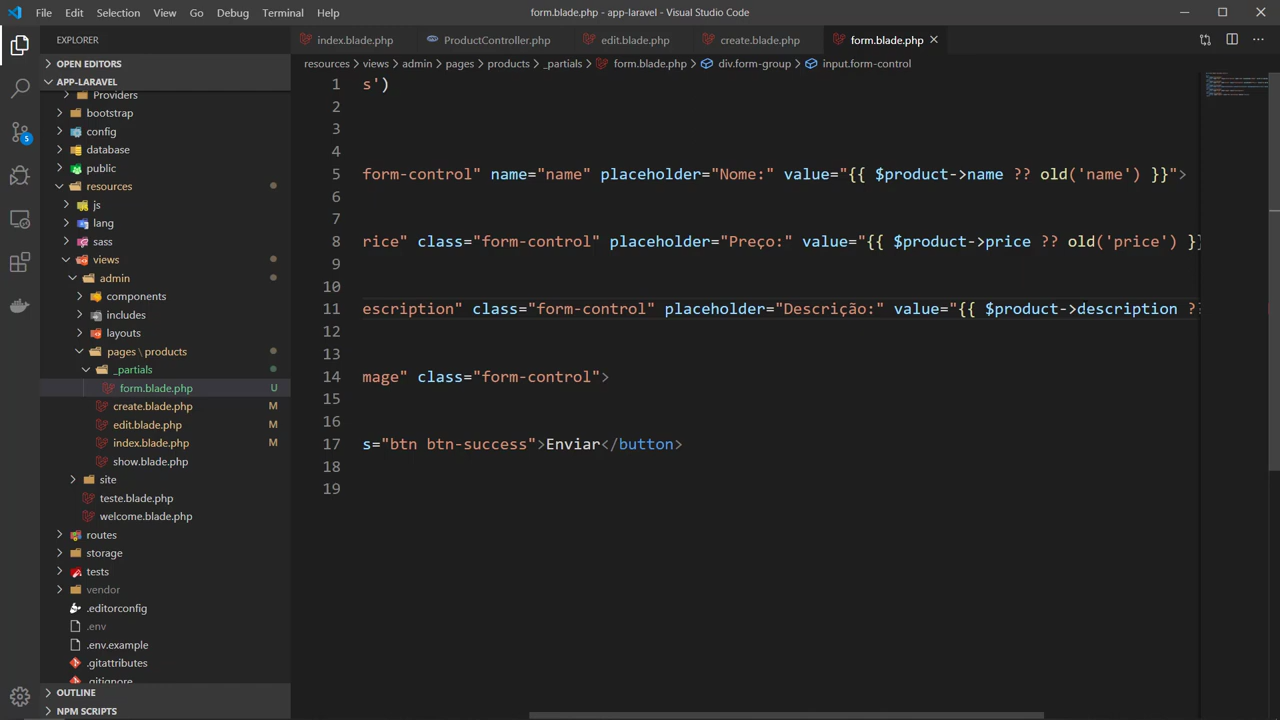 File Edit Selection View Go Debug Terminal Help form.blade.php - app-laravel - Visual Studio Code
EXPLORER
OPEN EDITORS
APP-LARAVEL
Providers
bootstrap
config
database
public
resources
js
lang
sass
views
admin
components
includes
layouts
pages \ products
_partials
form.blade.php U
create.blade.php M
edit.blade.php M
index.blade.php M
show.blade.php
site
teste.blade.php
welcome.blade.php
routes
storage
tests
vendor
.editorconfig
.env
.env.example
.gitattributes
.gitignore
OUTLINE
NPM SCRIPTS
5
index.blade.php ProductController.php edit.blade.php create.blade.php form.blade.php
resources > views > admin > pages > products > _partials > form.blade.php > div.form-group > input.form-control
1 s')
2
3
4
5 form-control" name="name" placeholder="Nome:" value="{{ $product->name ?? old('name') }}">
6
7
8 rice" class="form-control" placeholder="Preço:" value="{{ $product->price ?? old('price') }
9
10
11 escription" class="form-control" placeholder="Descrição:" value="{{ $product->description ?
12
13
14 mage" class="form-control">
15
16
17 s="btn btn-success">Enviar</button>
18
19